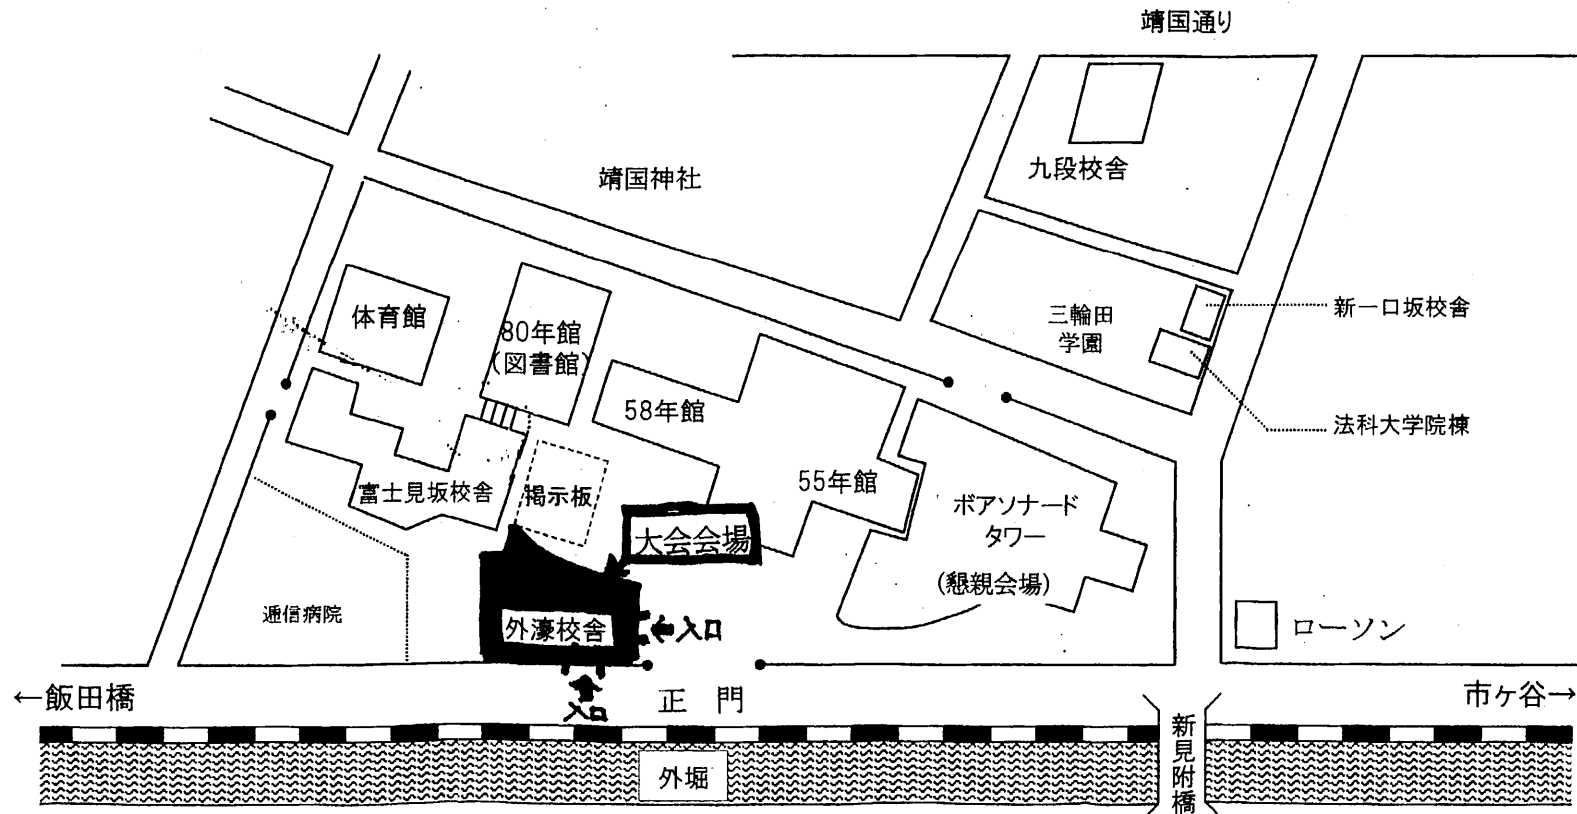 靖国通り
靖国神社
九段校舎
新一口坂校舎
三輪田
学園
体育館
80年館
(図書館)
58年館
法科大学院棟
55年館
富士見坂校舎
掲示板
ボアソナード
タワー
(懇親会場)
大会会場
逓信病院
外濠校舎
入口
ローソン
←飯田橋
入口
正門
市ヶ谷→
新見附橋
外堀